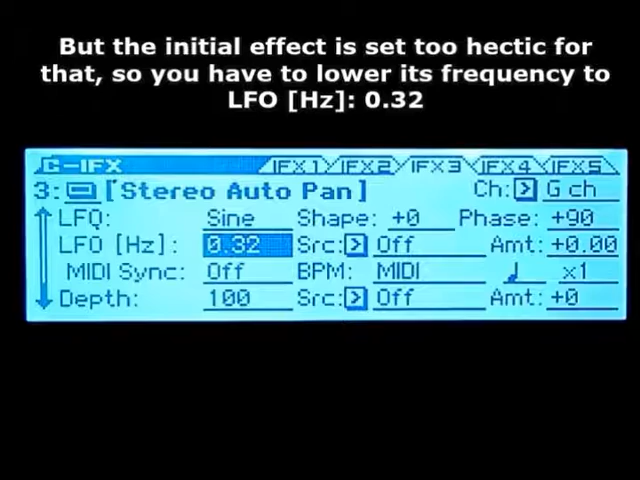 But the initial effect is set too hectic for
that, so you have to lower its frequency to
LFO [Hz]: 0.32
C-IFX IFX1 IFX2 IFX3 IFX4 IFX5
3: [Stereo Auto Pan] Ch: G ch
LFO: Sine Shape: +0 Phase: +90
LFO [Hz]: 0.32 Src: Off Amt: +0.00
MIDI Sync: Off BPM: MIDI x1
Depth: 100 Src: Off Amt: +0